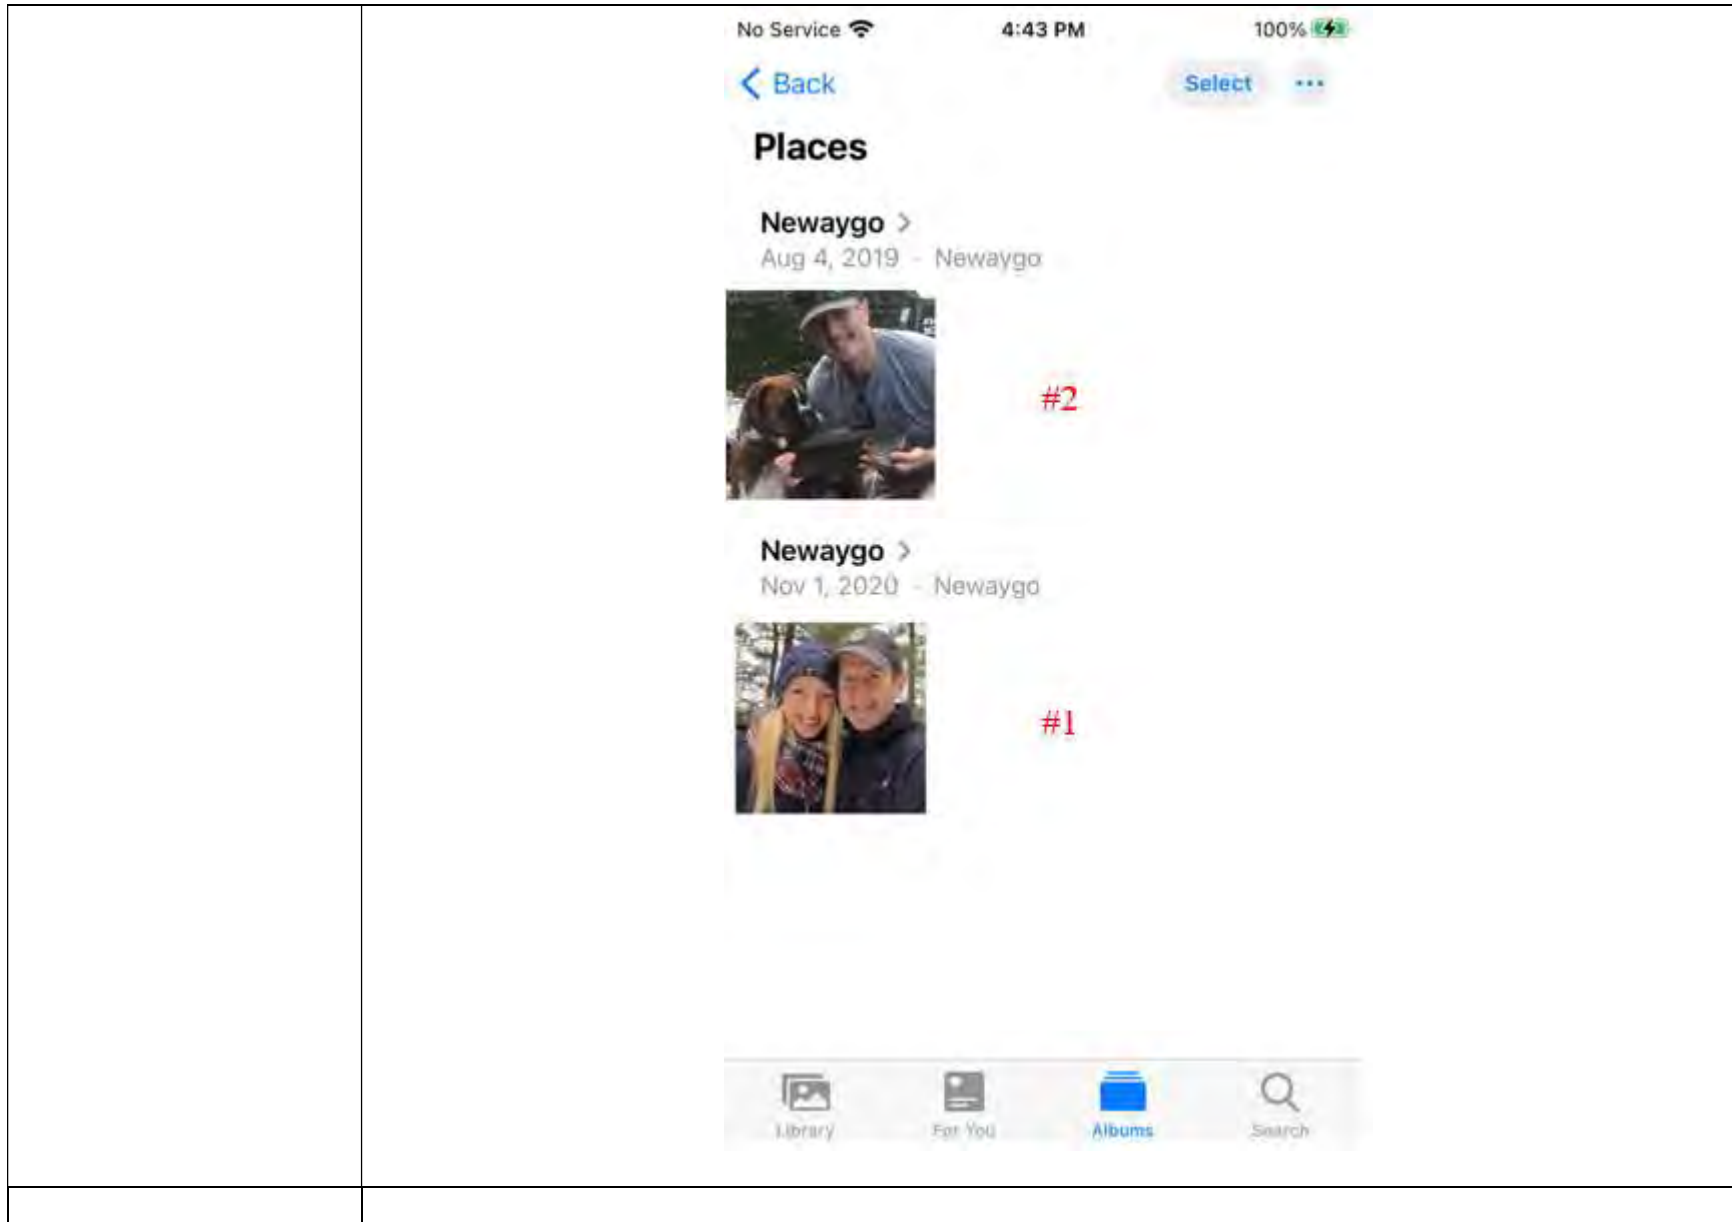 No Service 4:43 PM 100%
Back Select ...
Places
Newaygo >
Aug 4, 2019 - Newaygo
#2
Newaygo >
Nov 1, 2020 - Newaygo
#1
Library For You Albums Search